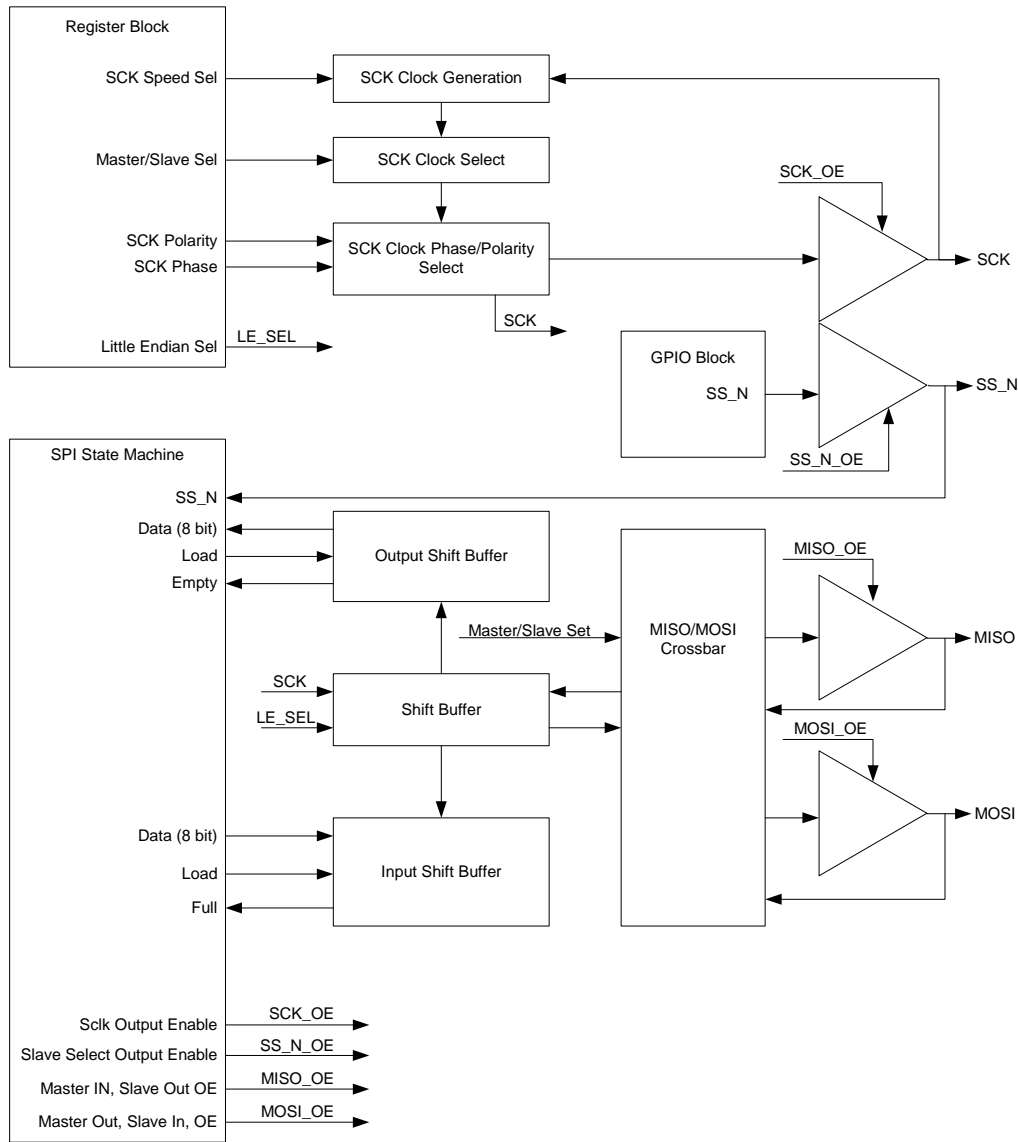 Register Block
SCK Speed Sel
SCK Clock Generation
Master/Slave Sel
SCK Clock Select
SCK_OE
SCK Polarity
SCK Phase
SCK Clock Phase/Polarity
Select
SCK
SCK
Little Endian Sel
LE_SEL
GPIO Block
SS_N
SS_N
SS_N_OE
SPI State Machine
SS_N
Data (8 bit)
Load
Empty
Output Shift Buffer
MISO_OE
Master/Slave Set
MISO/MOSI
Crossbar
MISO
SCK
LE_SEL
Shift Buffer
MOSI_OE
MOSI
Data (8 bit)
Load
Full
Input Shift Buffer
Sclk Output Enable
SCK_OE
Slave Select Output Enable
SS_N_OE
Master IN, Slave Out OE
MISO_OE
Master Out, Slave In, OE
MOSI_OE